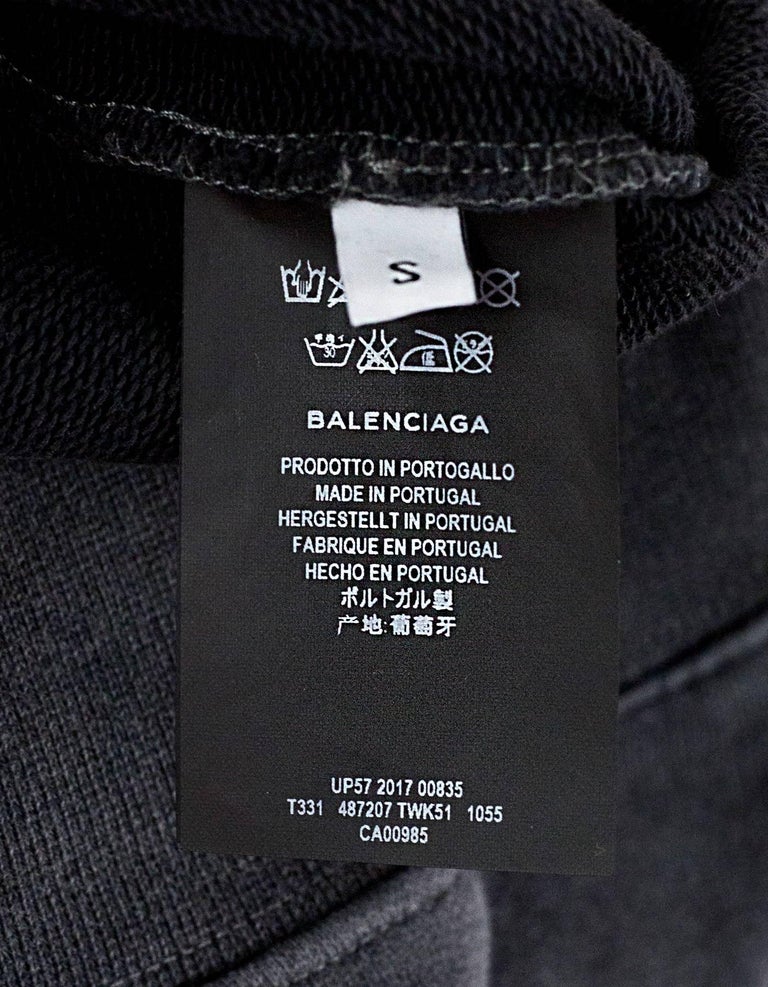 S
30
BALENCIAGA
PRODOTTO IN PORTOGALLO
MADE IN PORTUGAL
HERGESTELLT IN PORTUGAL
FABRIQUE EN PORTUGAL
HECHO EN PORTUGAL
ポルトガル製
产地:葡萄牙
UP57 2017 00835
T331 487207 TWK51 1055
CA00985